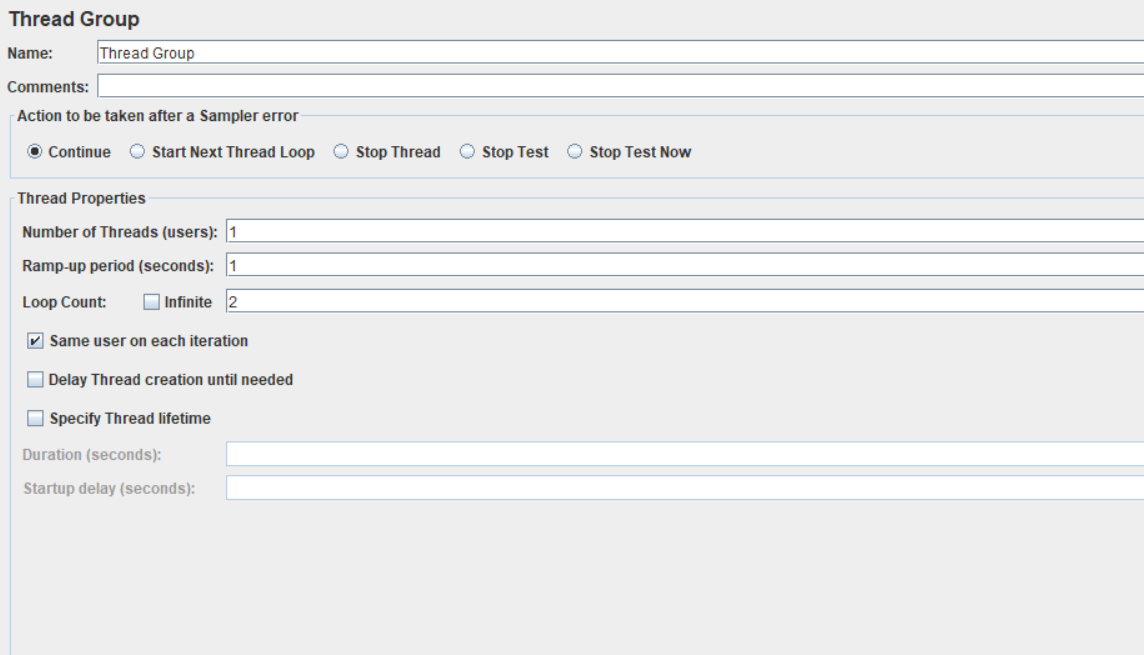 Thread Group
Name: Thread Group
Comments:
Action to be taken after a Sampler error
Continue Start Next Thread Loop Stop Thread Stop Test Stop Test Now
Thread Properties
Number of Threads (users): 1
Ramp-up period (seconds): 1
Loop Count: Infinite 2
Same user on each iteration
Delay Thread creation until needed
Specify Thread lifetime
Duration (seconds):
Startup delay (seconds):